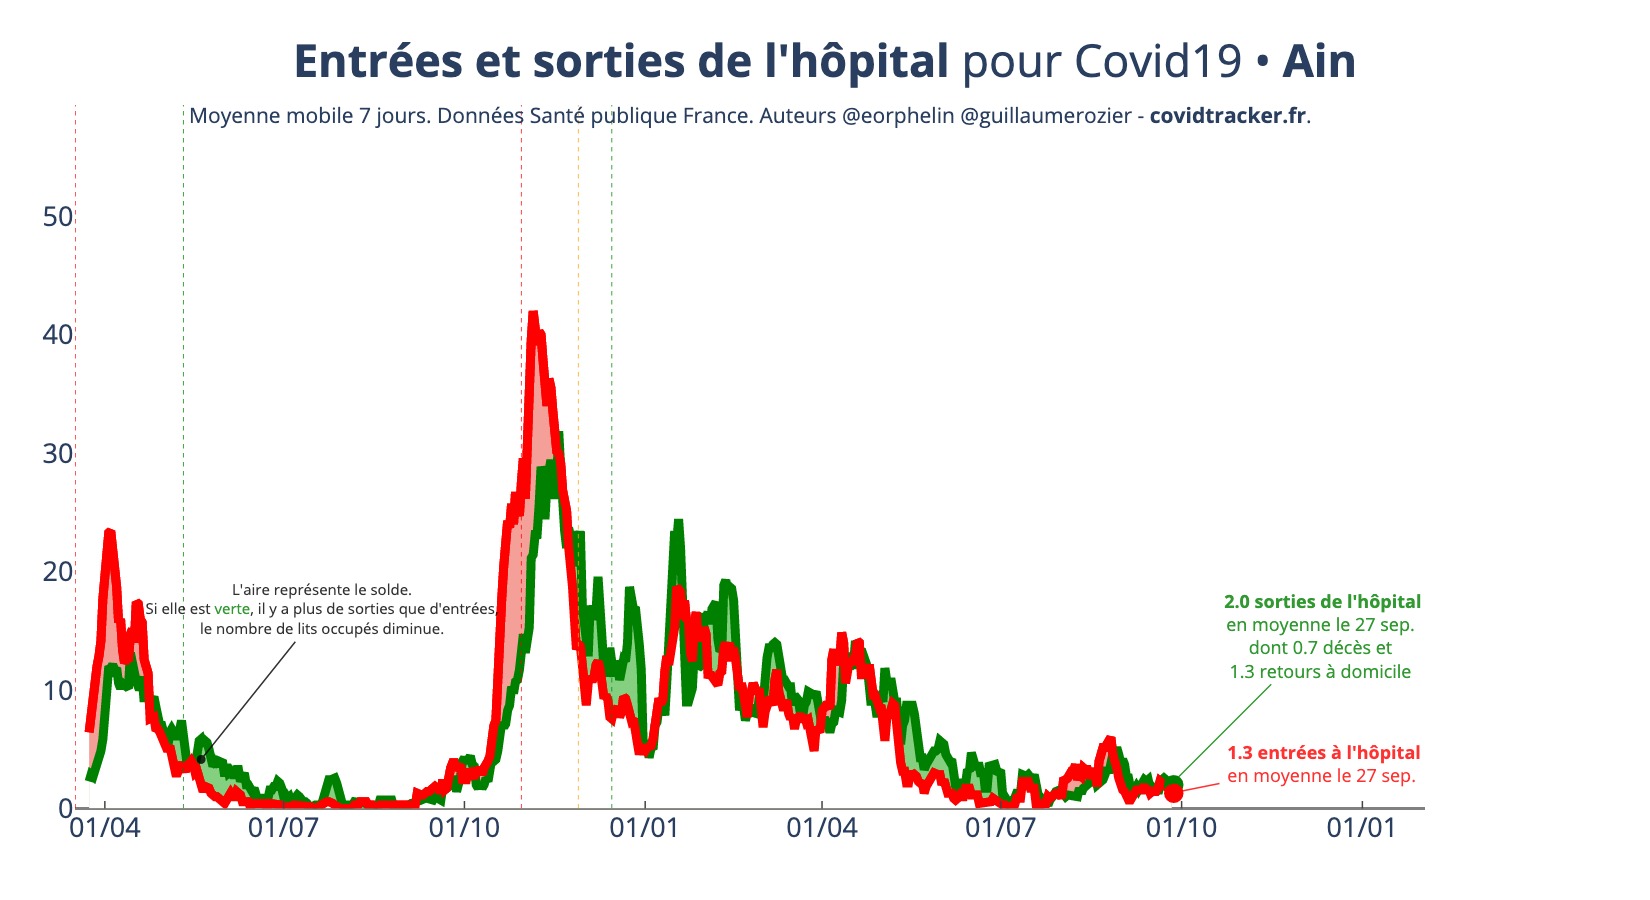 Entrées et sorties de l'hôpital pour Covid19 • Ain
Moyenne mobile 7 jours. Données Santé publique France. Auteurs @eorphelin @guillaumerozier - covidtracker.fr.
50
40
30
20
10
0
L'aire représente le solde.
Si elle est verte, il y a plus de sorties que d'entrées,
le nombre de lits occupés diminue.
2.0 sorties de l'hôpital
en moyenne le 27 sep.
dont 0.7 décès et
1.3 retours à domicile
1.3 entrées à l'hôpital
en moyenne le 27 sep.
01/04 01/07 01/10 01/01 01/04 01/07 01/10 01/01